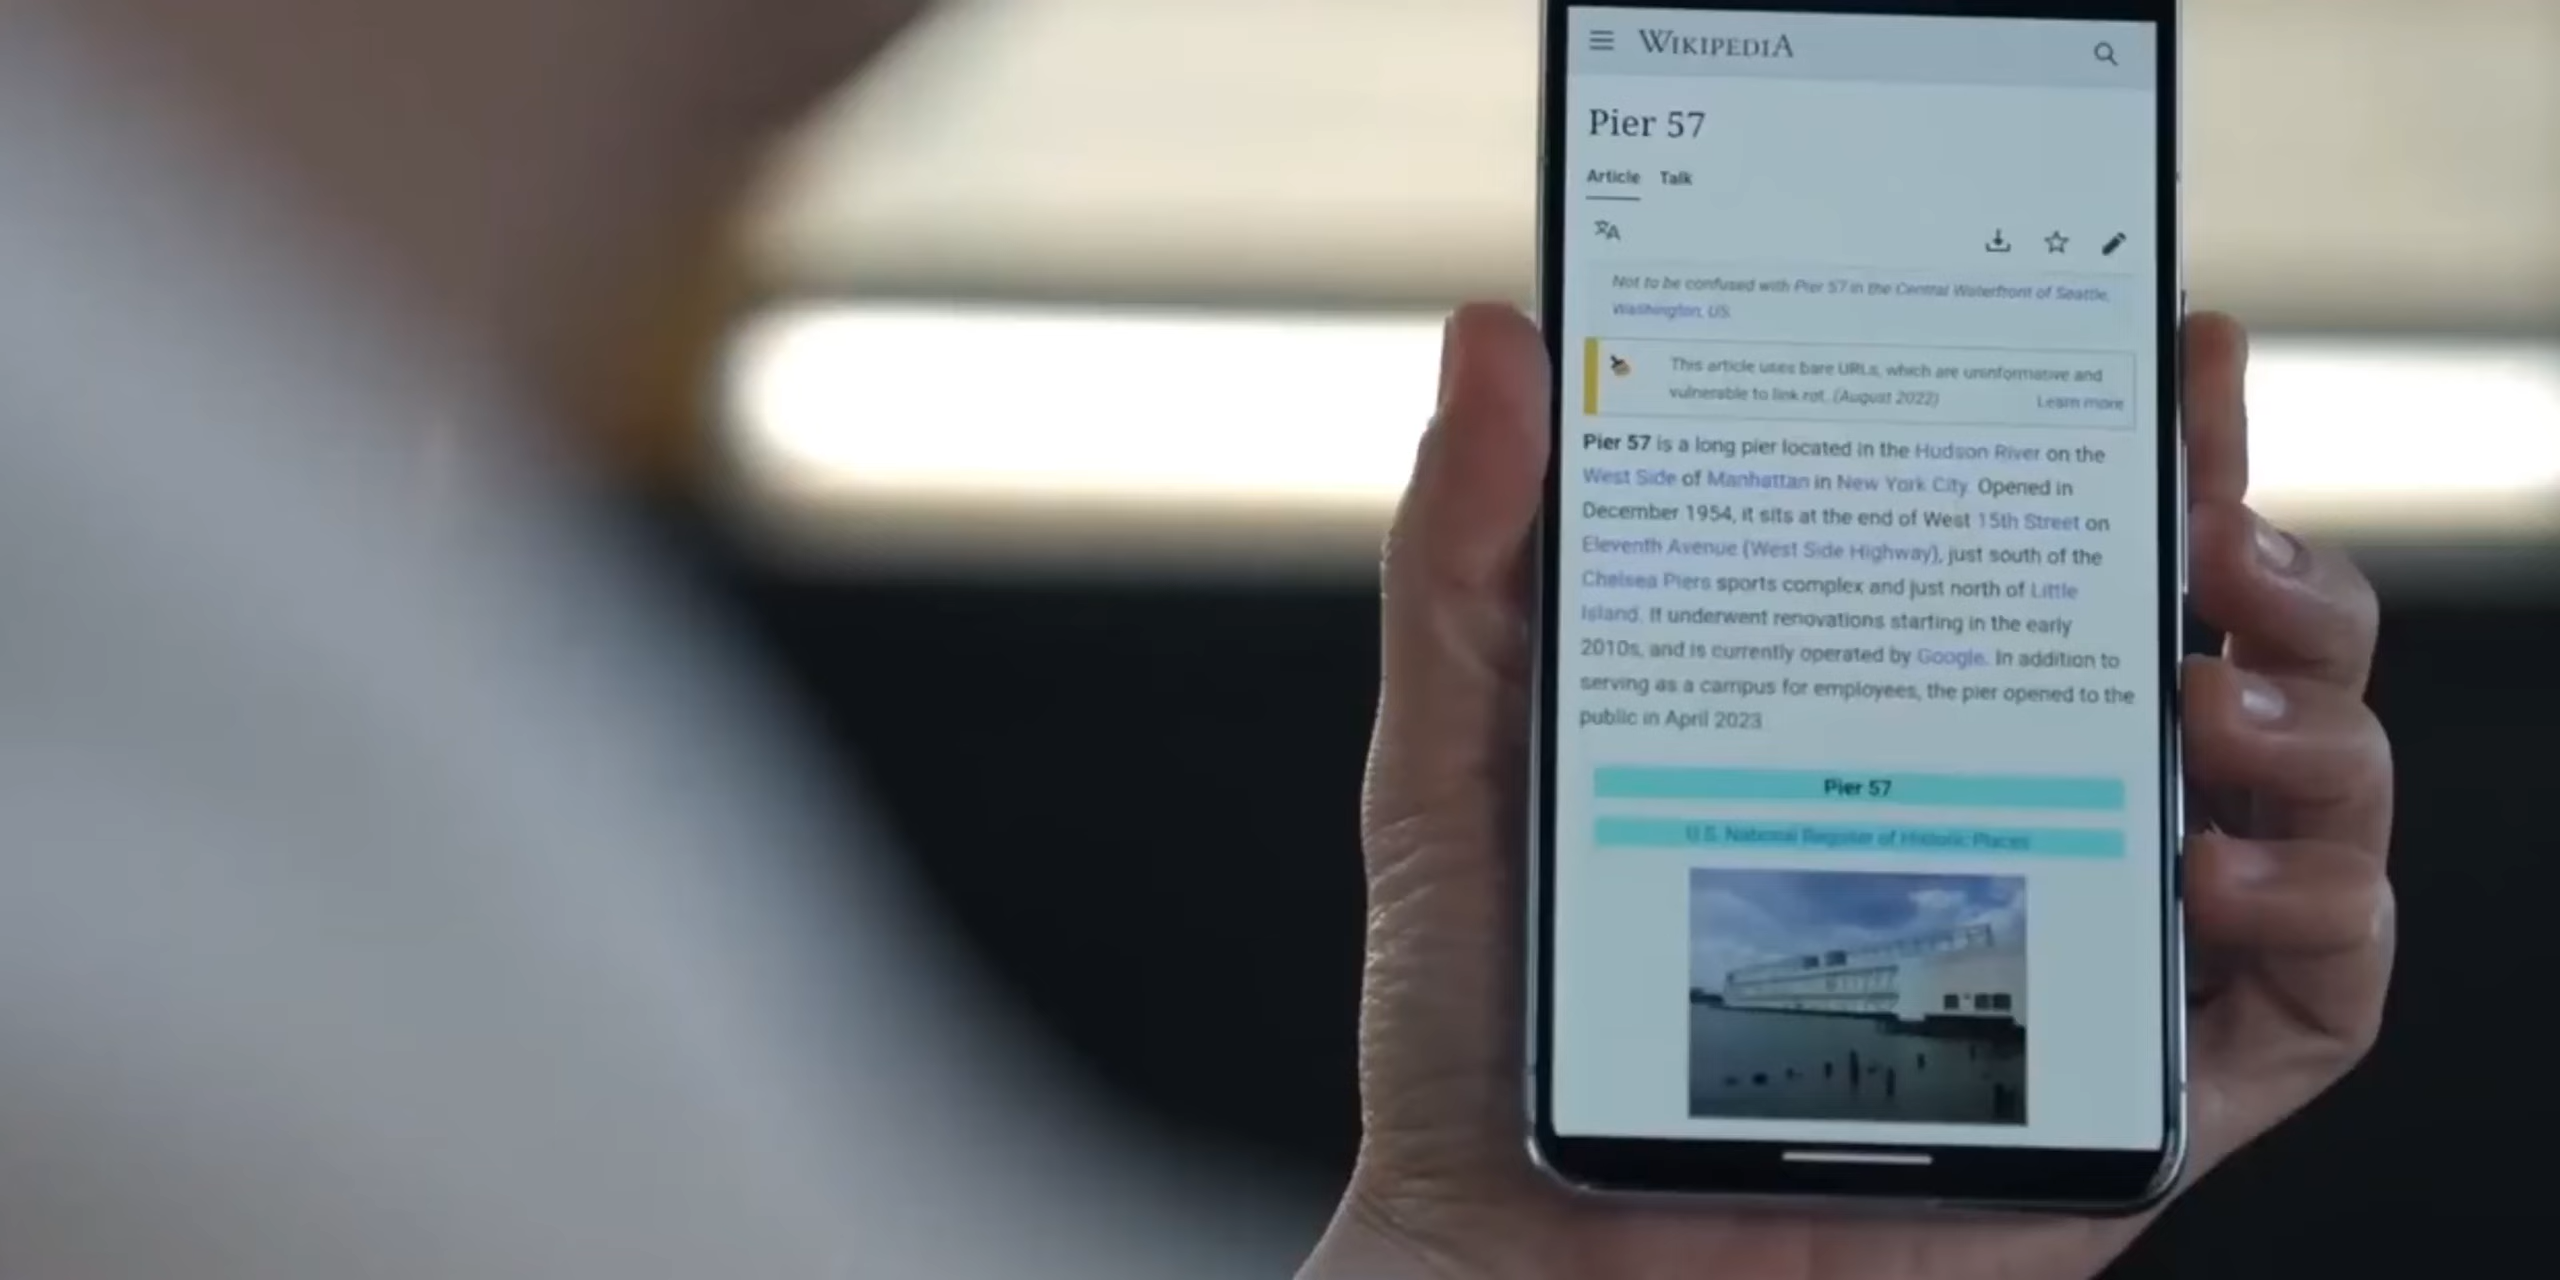 WIKIPEDIA
Pier 57
Article Talk
Not to be confused with Pier 57 in the Central Waterfront of Seattle,
Washington, US.
This article uses bare URLs, which are uninformative and
vulnerable to link rot. (August 2022) Learn more
Pier 57 is a long pier located in the Hudson River on the
West Side of Manhattan in New York City. Opened in
December 1954, it sits at the end of West 15th Street on
Eleventh Avenue (West Side Highway), just south of the
Chelsea Piers sports complex and just north of Little
Island. It underwent renovations starting in the early
2010s, and is currently operated by Google. In addition to
serving as a campus for employees, the pier opened to the
public in April 2023
Pier 57
U.S. National Register of Historic Places